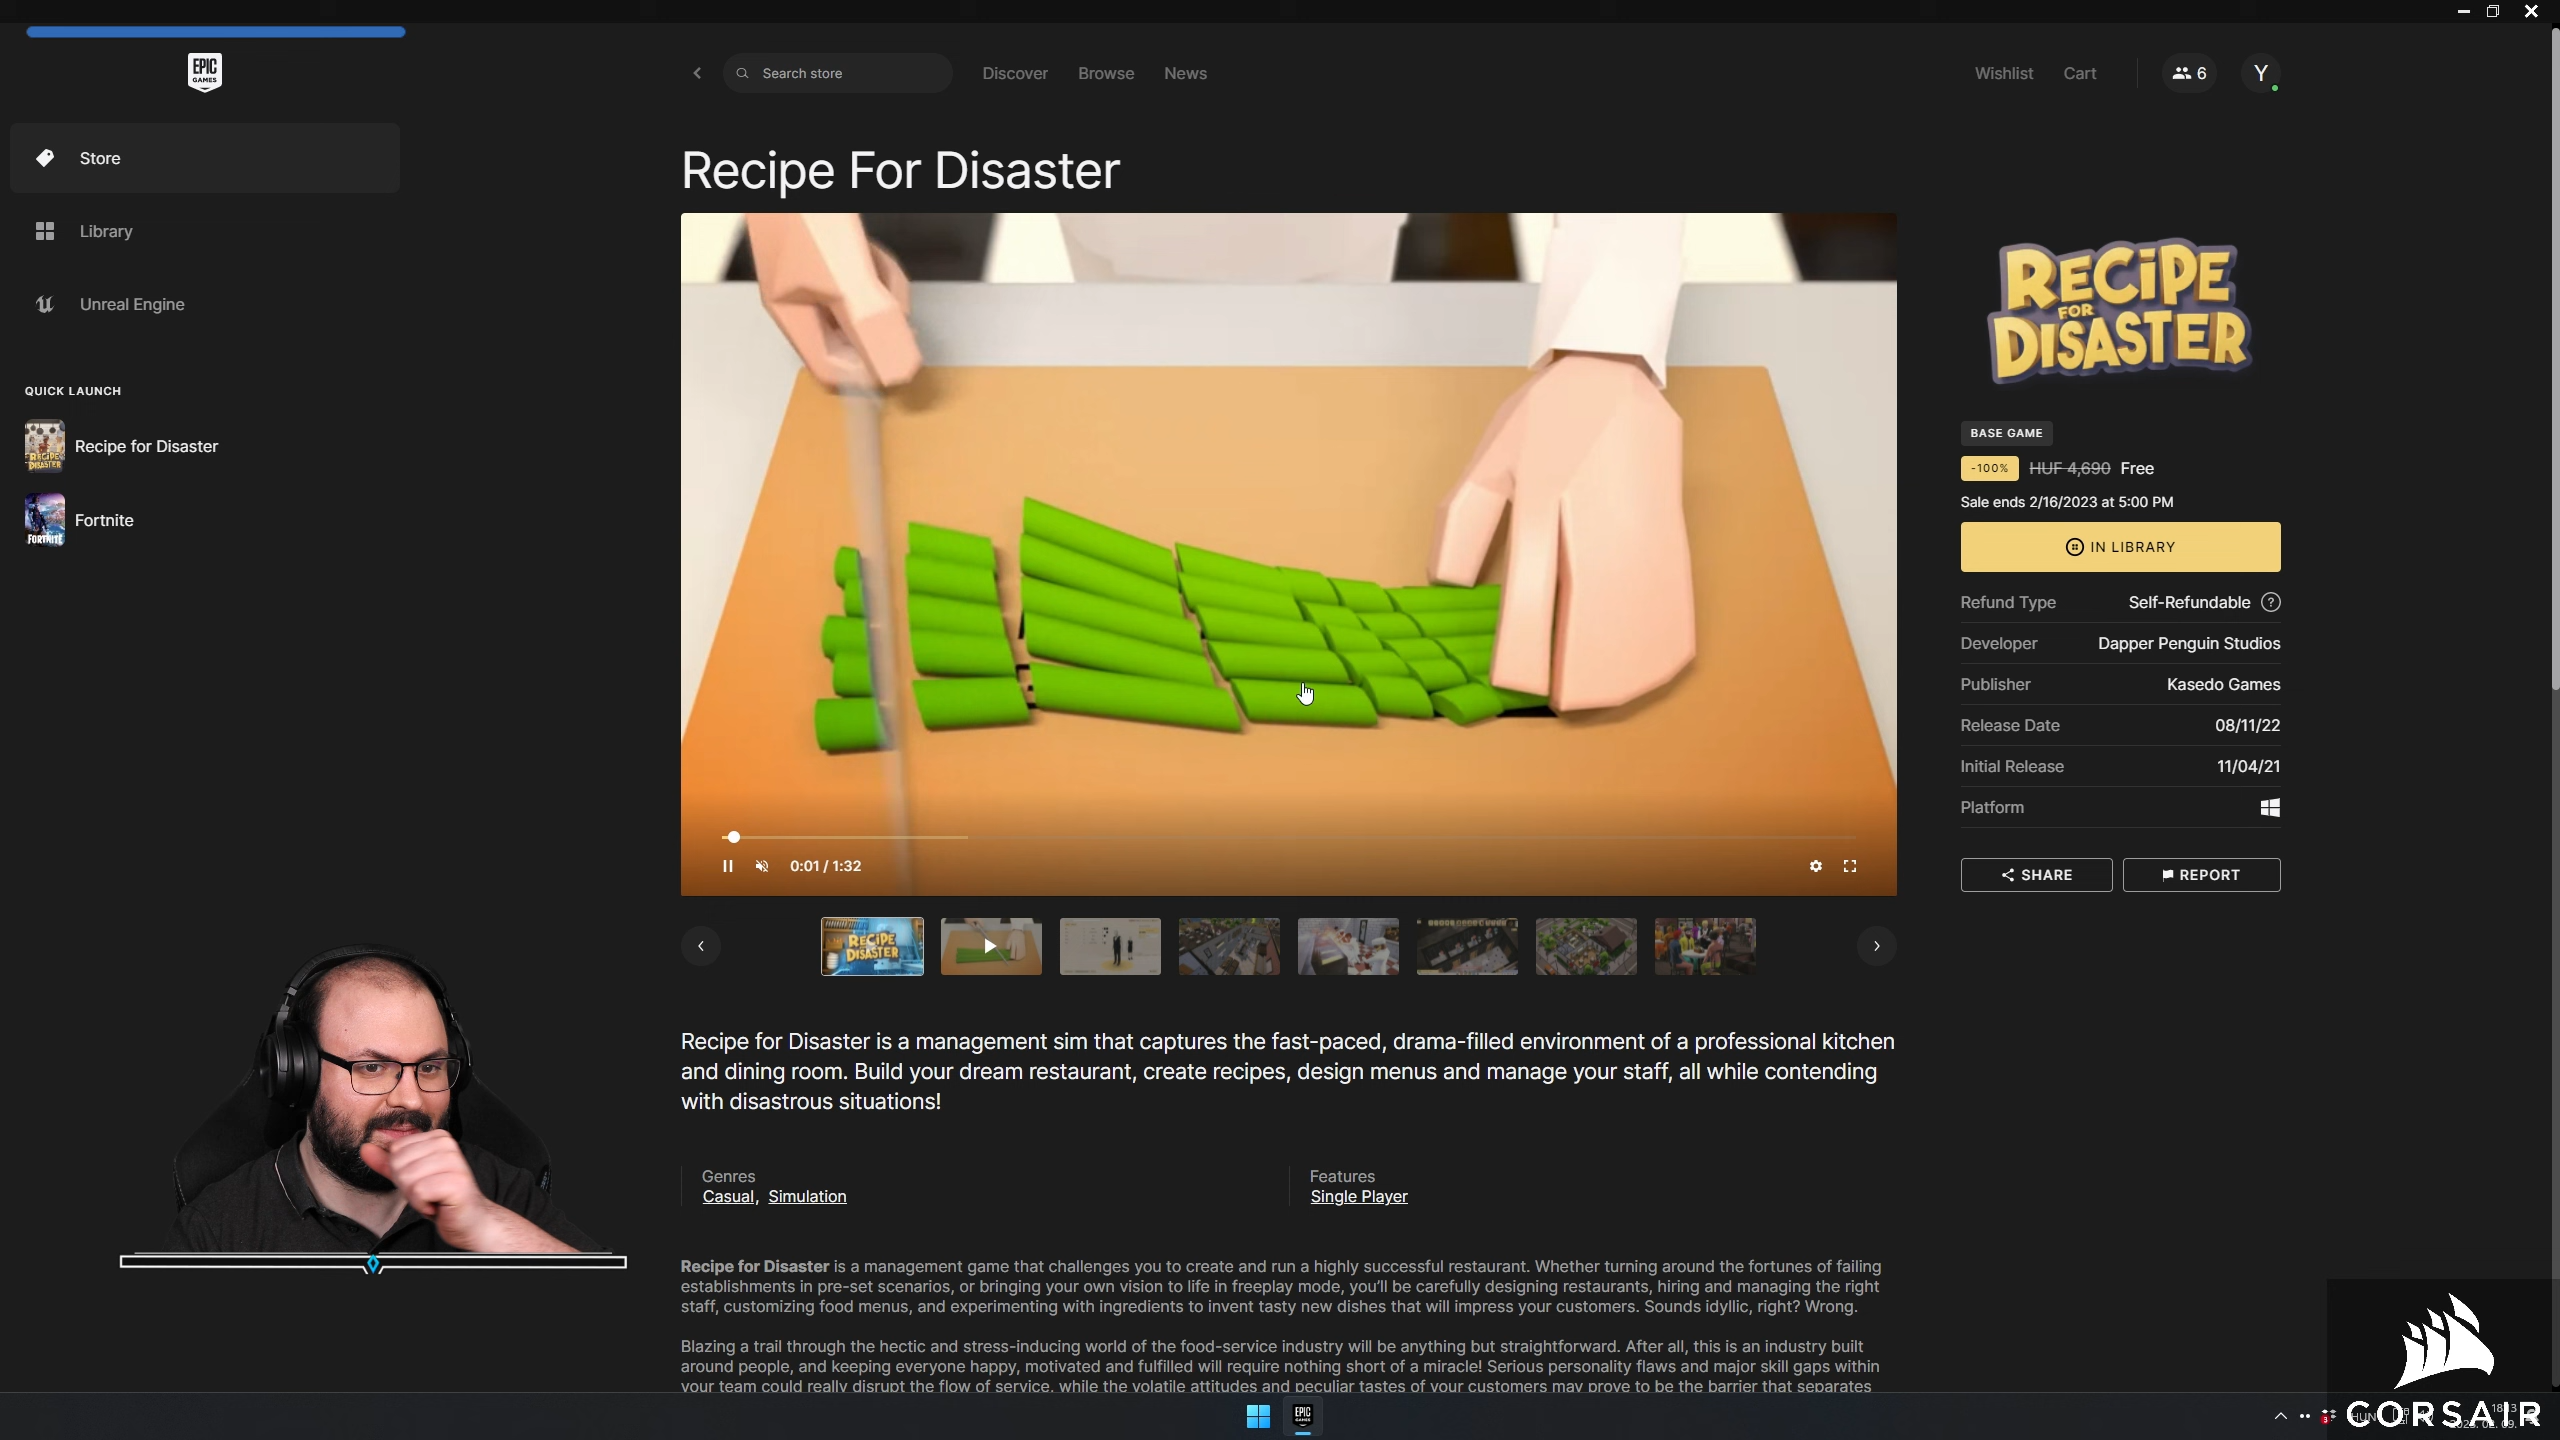 EPIC
GAMES
Search store
Discover
Browse
News
Wishlist
Cart
6
Y
Store
Library
Unreal Engine
QUICK LAUNCH
RECIPE
DISASTER
Recipe for Disaster
FORTNITE
Fortnite
Recipe For Disaster
0:01 / 1:32
RECIPE
DISASTER
RECiPE
FOR
DISASTER
BASE GAME
-100% HUF 4,690 Free
Sale ends 2/16/2023 at 5:00 PM
IN LIBRARY
Refund Type Self-Refundable ?
Developer Dapper Penguin Studios
Publisher Kasedo Games
Release Date 08/11/22
Initial Release 11/04/21
Platform
SHARE
REPORT
Recipe for Disaster is a management sim that captures the fast-paced, drama-filled environment of a professional kitchen
and dining room. Build your dream restaurant, create recipes, design menus and manage your staff, all while contending
with disastrous situations!
Genres
Casual, Simulation
Features
Single Player
Recipe for Disaster is a management game that challenges you to create and run a highly successful restaurant. Whether turning around the fortunes of failing
establishments in pre-set scenarios, or bringing your own vision to life in freeplay mode, you'll be carefully designing restaurants, hiring and managing the right
staff, customizing food menus, and experimenting with ingredients to invent tasty new dishes that will impress your customers. Sounds idyllic, right? Wrong.
Blazing a trail through the hectic and stress-inducing world of the food-service industry will be anything but straightforward. After all, this is an industry built
around people, and keeping everyone happy, motivated and fulfilled will require nothing short of a miracle! Serious personality flaws and major skill gaps within
your team could really disrupt the flow of service, while the volatile attitudes and peculiar tastes of your customers may prove to be the barrier that separates
EPIC
GAMES
HUN
CORSAIR